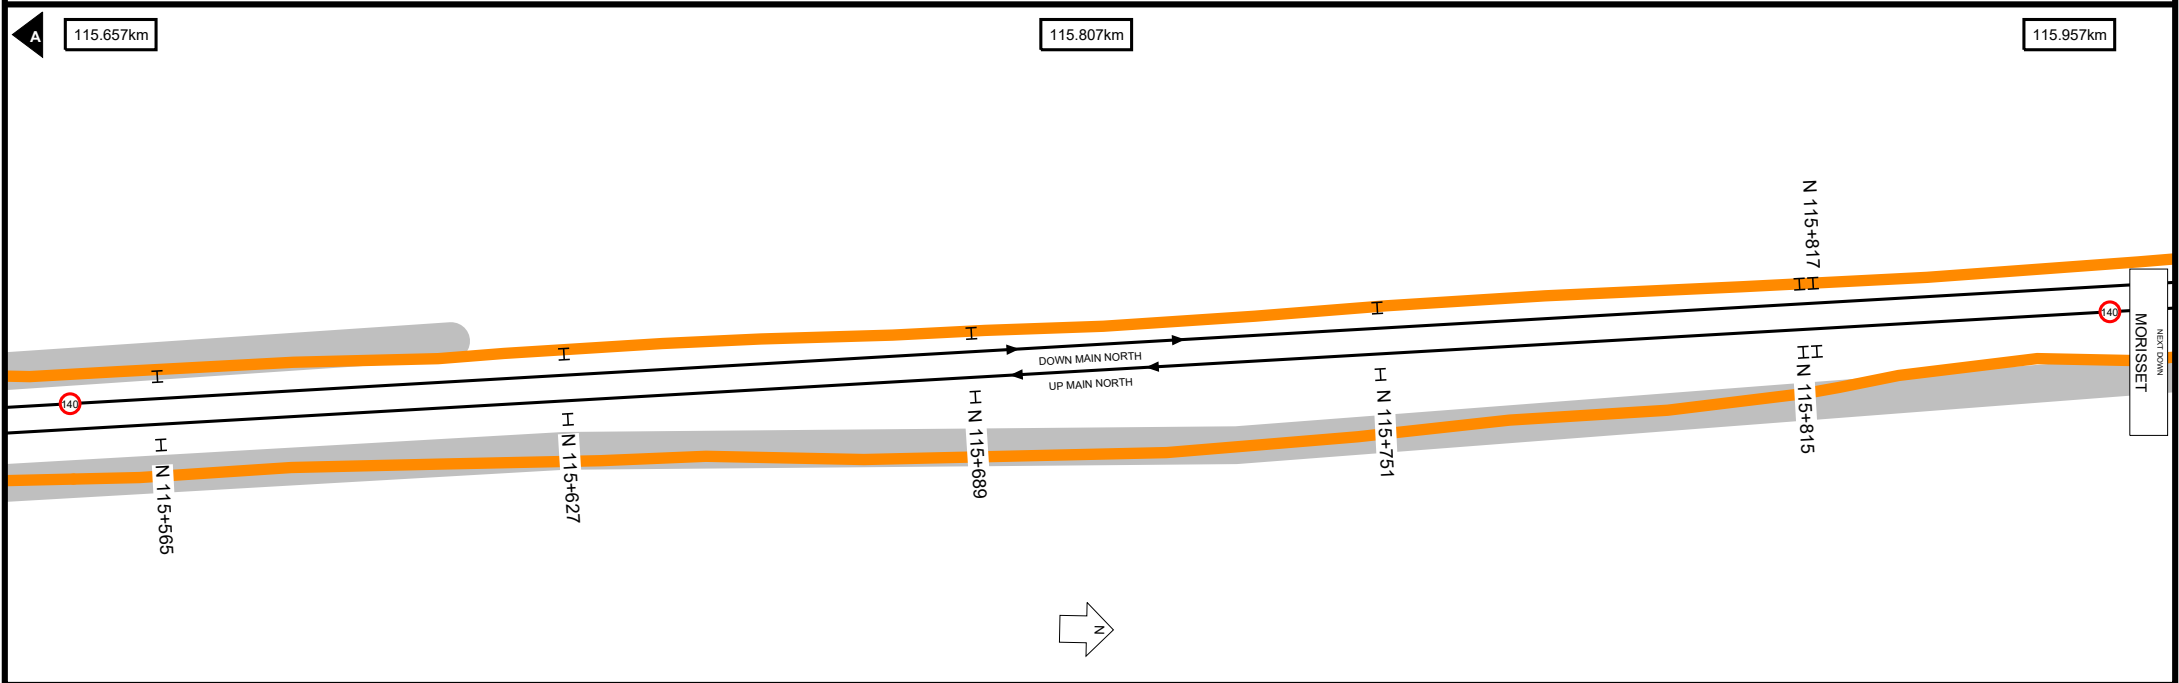 A
115.657km
115.807km
115.957km
N 115+817
140
DOWN MAIN NORTH
UP MAIN NORTH
140
NEXT DOWN
MORISSET
N 115+565
N 115+627
N 115+689
N 115+751
N 115+815
N